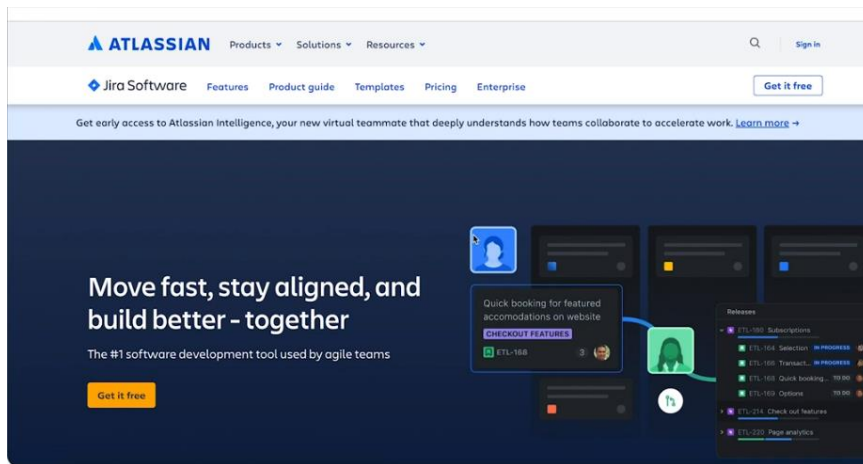 ATLASSIAN Products Solutions Resources Sign in
Jira Software Features Product guide Templates Pricing Enterprise Get it free
Get early access to Atlassian Intelligence, your new virtual teammate that deeply understands how teams collaborate to accelerate work. Learn more →
Move fast, stay aligned, and
build better - together
The #1 software development tool used by agile teams
Get it free
Quick booking for featured
accomodations on website
CHECKOUT FEATURES
ETL-168 3
Releases
ETL-160 Subscriptions
ETL-164 Selection IN PROGRESS
ETL-166 Transact... IN PROGRESS
ETL-168 Quick booking... TO DO
ETL-169 Options TO DO
ETL-214 Check out features
ETL-220 Page analytics